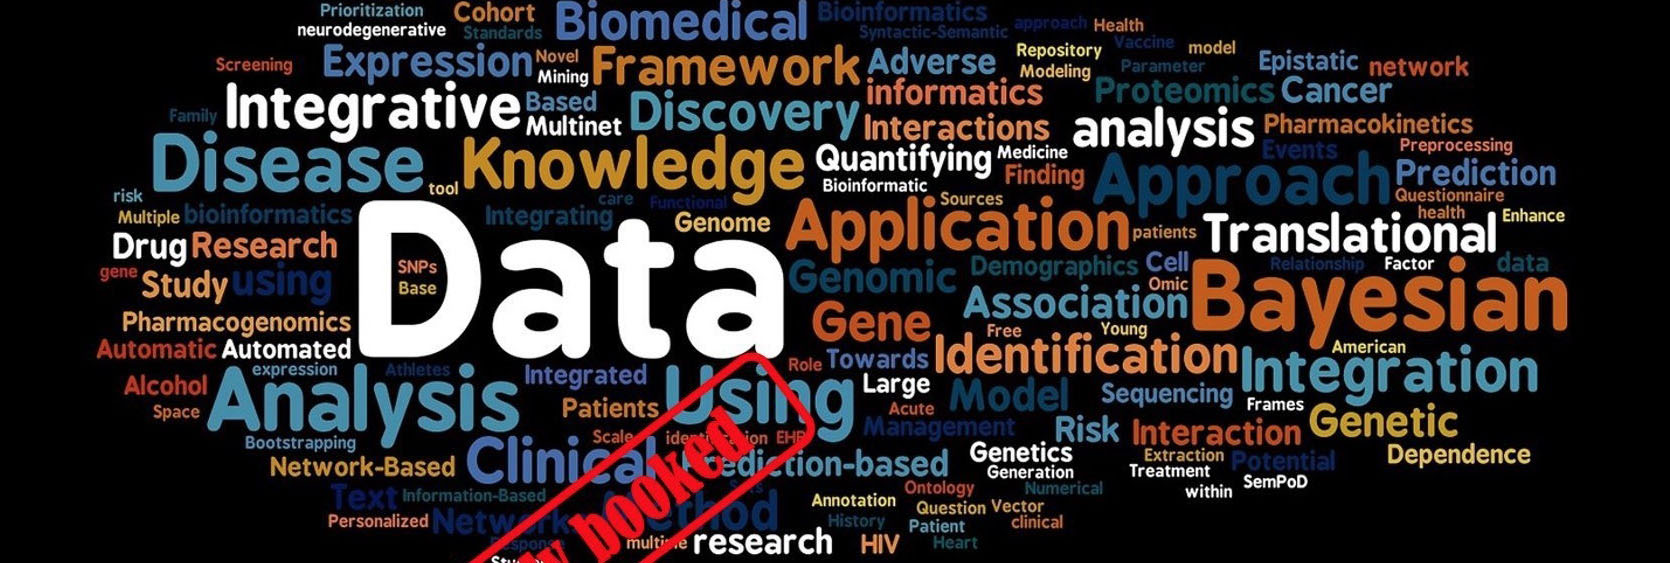 Prioritization Cohort Biomedical Bioinformatics approach Health
neurodegenerative Standards Syntactic-Semantic Vaccine model
Screening Expression Novel Framework Adverse Repository Parameter Epistatic network
Mining Modeling
Family Integrative Based Discovery informatics Proteomics Cancer
Multinet Interactions analysis Pharmacokinetics
Disease Knowledge Quantifying Medicine Events Preprocessing
tool Bioinformatic Finding Approach Prediction
risk care Functional Sources Questionnaire
Multiple bioinformatics Integrating Genome Application patients Translational health Enhance
Drug Research Data Relationship Factor data
gene Study using SNPs Genomic Demographics Cell Bayesian
Base Association Omic
Pharmacogenomics Gene Free Young
Automatic Automated Role Towards Identification American
expression Athletes Integrated Integration
Alcohol Analysis Using Large Model Sequencing Frames
Space Patients Acute Genetic
Bootstrapping Scale identification EHR Management Risk Interaction
Network-Based Clinical Prediction-based Genetics Extraction Potential Dependence
Text Information-Based Generation Treatment SemPoD
Ontology Numerical within
Personalized Network Method Annotation Question Vector
History Patient clinical
Response multiple research HIV Heart
booked